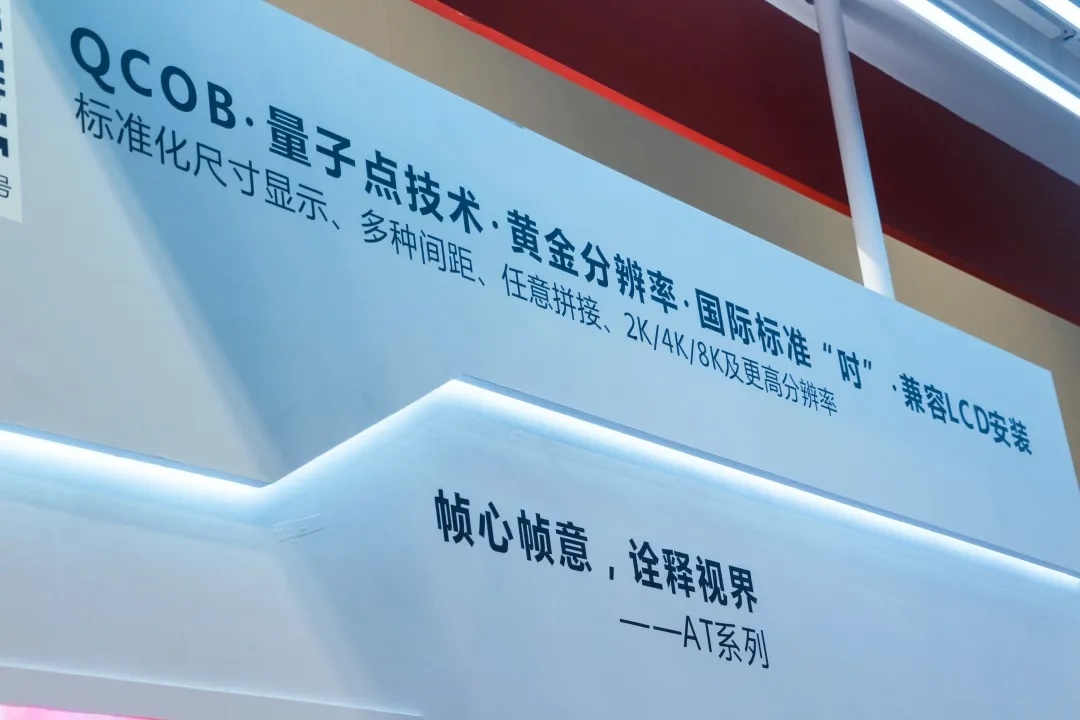 号
QCOB·量子点技术·黄金分辨率·国际标准“吋”·兼容LCD安装
标准化尺寸显示、多种间距、任意拼接、2K/4K/8K及更高分辨率
帧心帧意，诠释视界
——AT系列